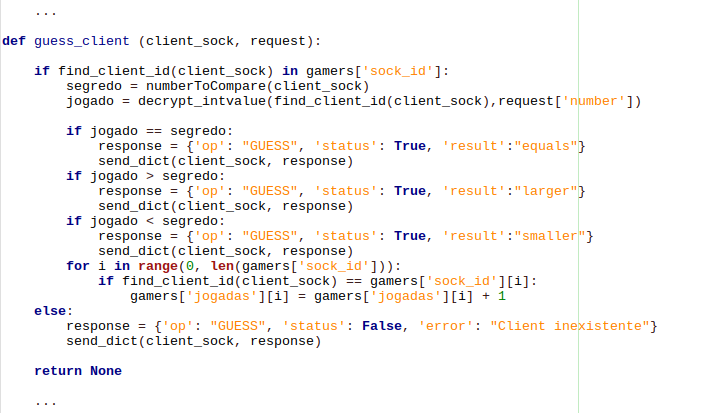 ...
def guess_client (client_sock, request):
if find_client_id(client_sock) in gamers['sock_id']:
segredo = numberToCompare(client_sock)
jogado = decrypt_intvalue(find_client_id(client_sock),request['number'])
if jogado == segredo:
response = {'op': "GUESS", 'status': True, 'result':"equals"}
send_dict(client_sock, response)
if jogado > segredo:
response = {'op': "GUESS", 'status': True, 'result':"larger"}
send_dict(client_sock, response)
if jogado < segredo:
response = {'op': "GUESS", 'status': True, 'result':"smaller"}
send_dict(client_sock, response)
for i in range(0, len(gamers['sock_id'])):
if find_client_id(client_sock) == gamers['sock_id'][i]:
gamers['jogadas'][i] = gamers['jogadas'][i] + 1
else:
response = {'op': "GUESS", 'status': False, 'error': "Client inexistente"}
send_dict(client_sock, response)
return None
...